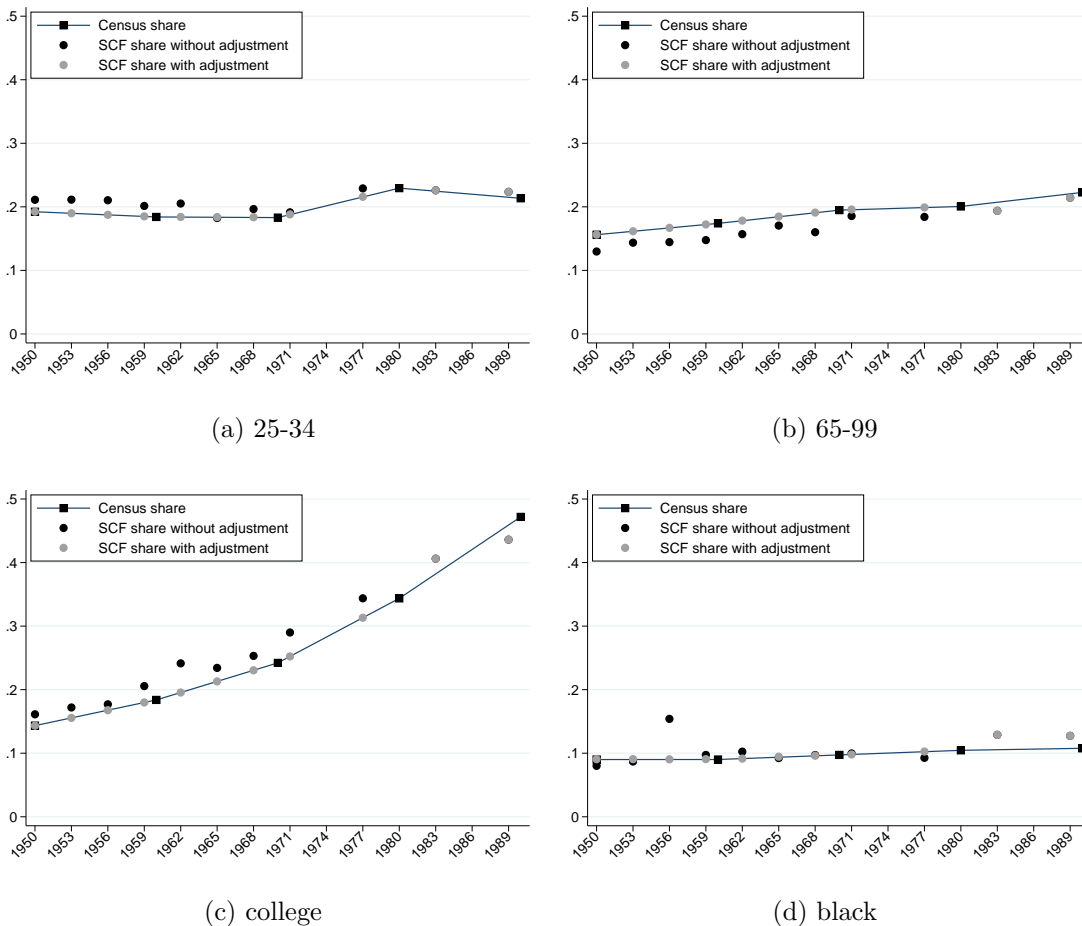 .5
.4
.3
.2
.1
0
Census share
SCF share without adjustment
SCF share with adjustment
1950 1953 1956 1959 1962 1965 1968 1971 1974 1977 1980 1983 1986 1989
(a) 25-34
.5
.4
.3
.2
.1
0
Census share
SCF share without adjustment
SCF share with adjustment
1950 1953 1956 1959 1962 1965 1968 1971 1974 1977 1980 1983 1986 1989
(b) 65-99
.5
.4
.3
.2
.1
0
Census share
SCF share without adjustment
SCF share with adjustment
1950 1953 1956 1959 1962 1965 1968 1971 1974 1977 1980 1983 1986 1989
(c) college
.5
.4
.3
.2
.1
0
Census share
SCF share without adjustment
SCF share with adjustment
1950 1953 1956 1959 1962 1965 1968 1971 1974 1977 1980 1983 1986 1989
(d) black